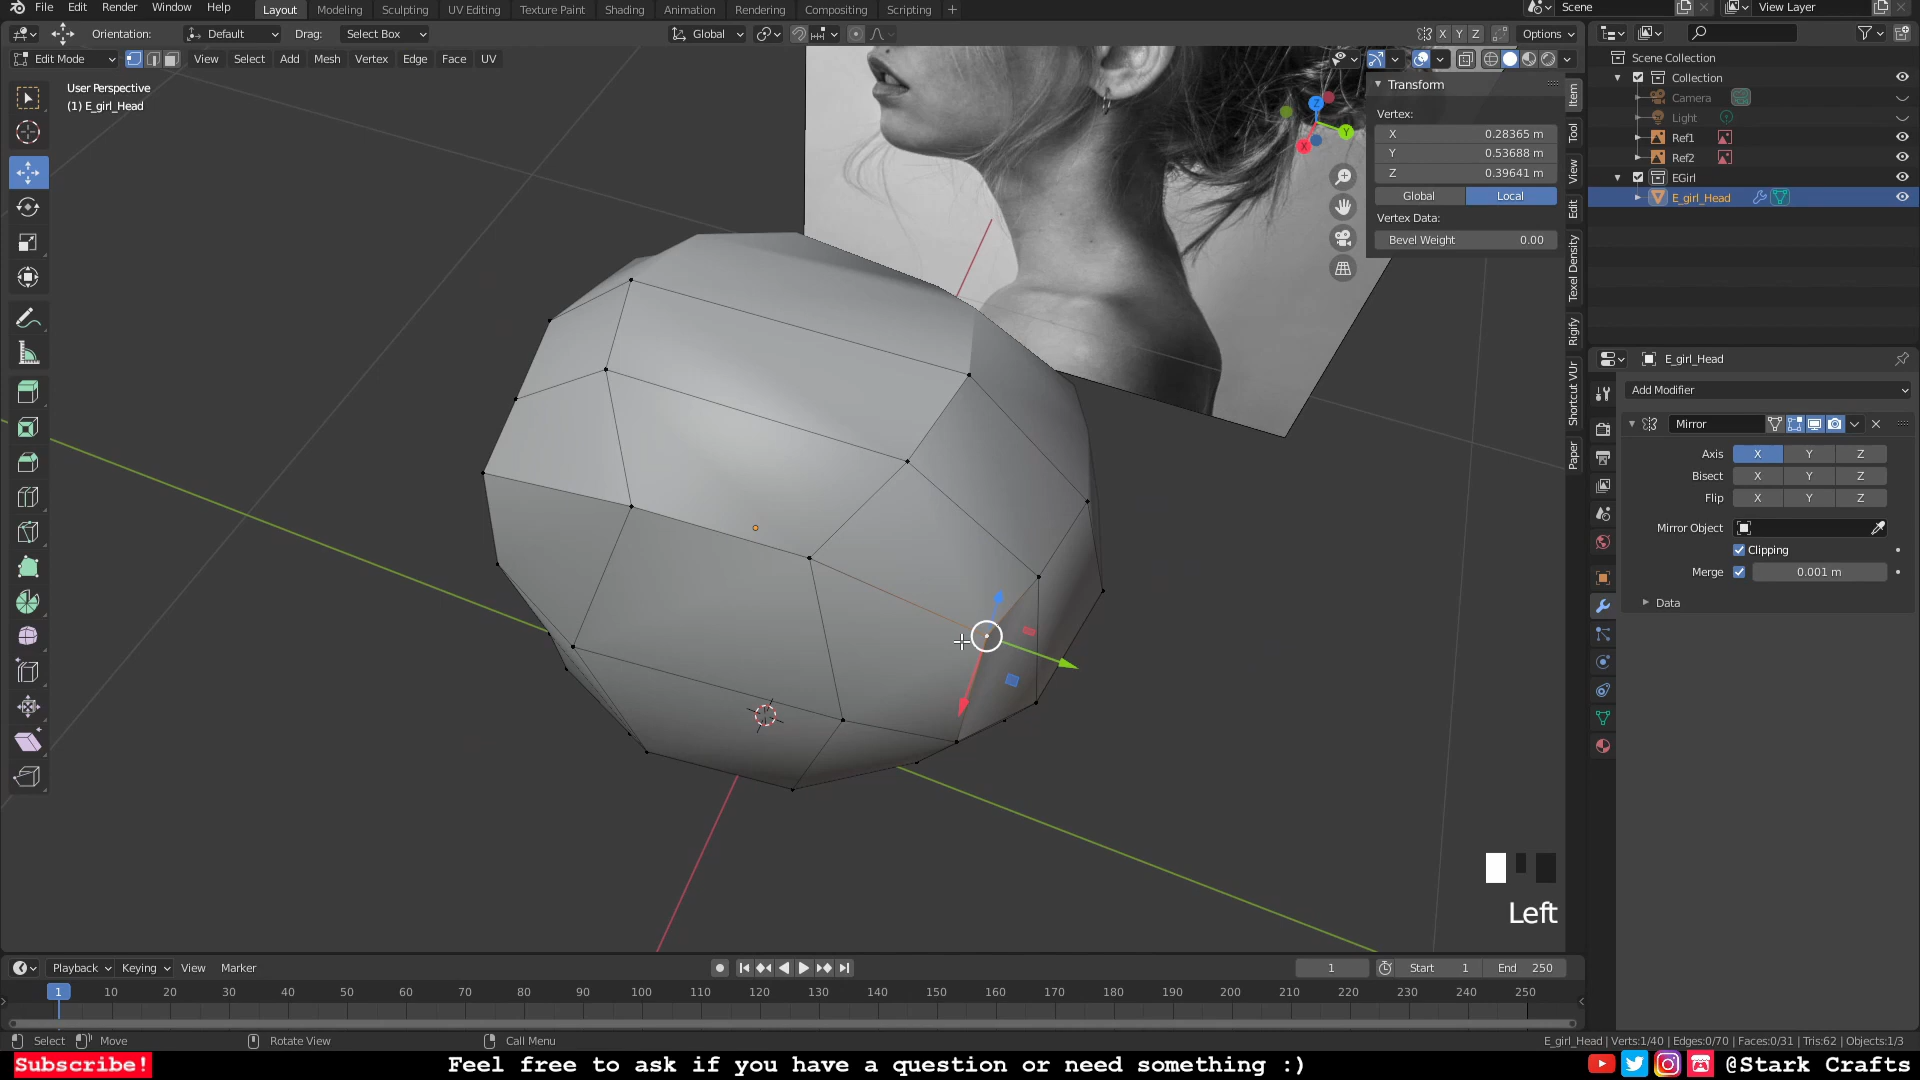 File Edit Render Window Help Layout Modeling Sculpting UV Editing Texture Paint Shading Animation Rendering Compositing Scripting + Scene View Layer
Orientation: Default Drag: Select Box Global X Y Z Options
Edit Mode View Select Add Mesh Vertex Edge Face UV
User Perspective
(1) E_girl_Head
Transform
Vertex:
X 0.28365 m
Y 0.53688 m
Z 0.39641 m
Global Local
Vertex Data:
Bevel Weight 0.00
Item
Tool
View
Edit
Texel Density
Rigify
Shortcut VUr
Paper
Z
Y
X
Scene Collection
Collection
Camera
Light
Ref1
Ref2
EGirl
E_girl_Head
E_girl_Head
Add Modifier
Mirror
Axis X Y Z
Bisect X Y Z
Flip X Y Z
Mirror Object
Clipping
Merge 0.001 m
Data
Left
Playback Keying View Marker 1 Start 1 End 250
1 10 20 30 40 50 60 70 80 90 100 110 120 130 140 150 160 170 180 190 200 210 220 230 240 250
Select Move Rotate View Call Menu E_girl_Head | Verts:1/40 | Edges:0/70 | Faces:0/31 | Tris:62 | Objects:1/3
Subscribe! Feel free to ask if you have a question or need something :) @Stark Crafts